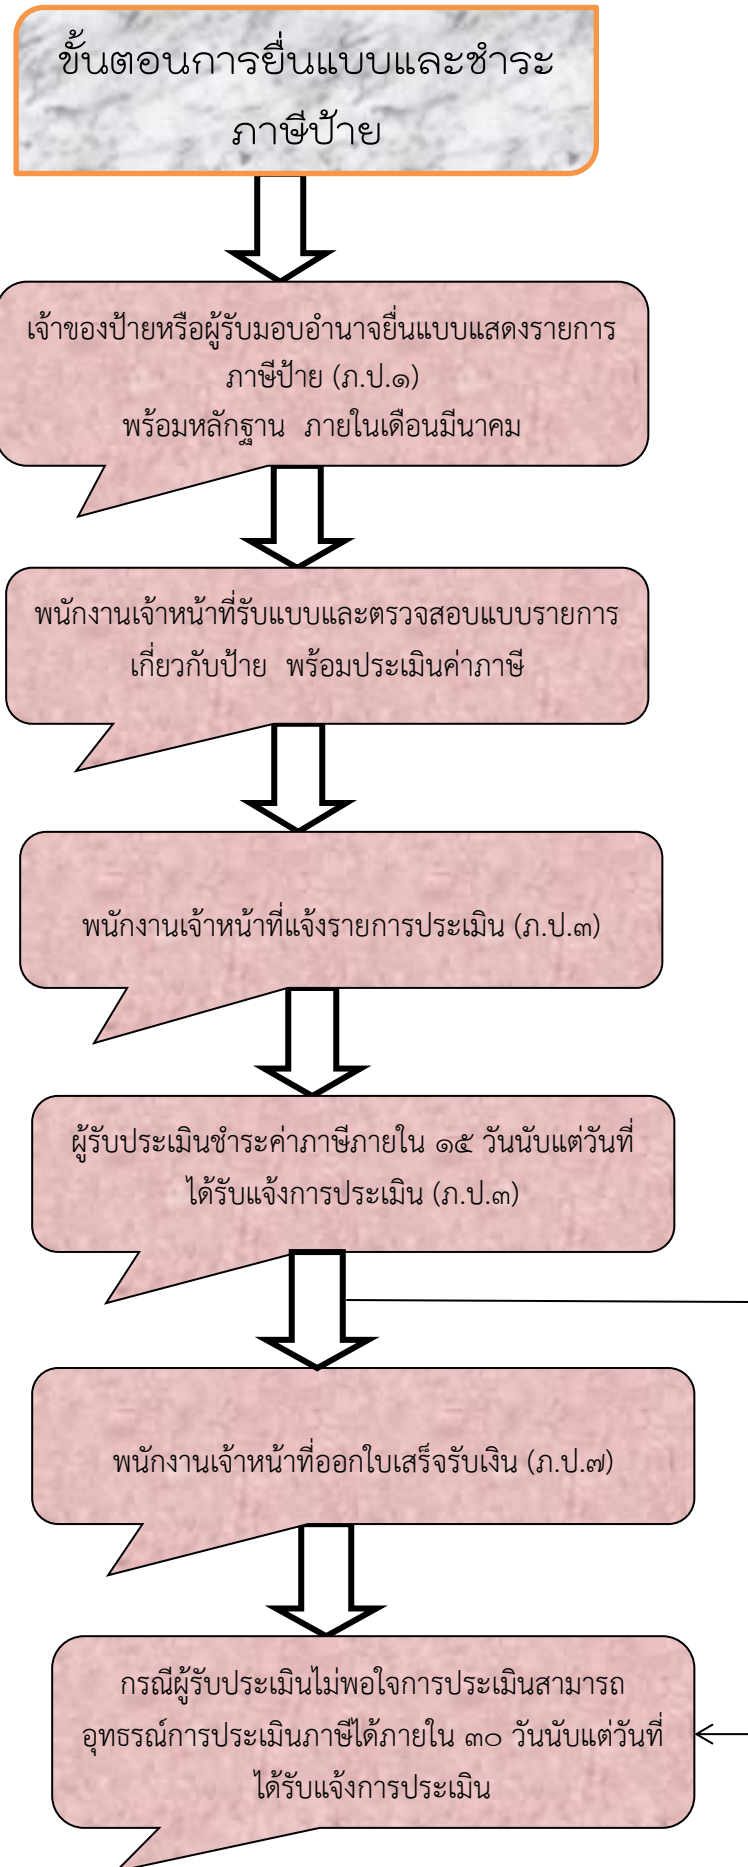 ขั้นตอนการยื่นแบบและชำระ
ภาษีป้าย
เจ้าของป้ายหรือผู้รับมอบอำนาจยื่นแบบแสดงรายการ
ภาษีป้าย (ภ.ป.๑)
พร้อมหลักฐาน ภายในเดือนมีนาคม
พนักงานเจ้าหน้าที่รับแบบและตรวจสอบแบบรายการ
เกี่ยวกับป้าย พร้อมประเมินค่าภาษี
พนักงานเจ้าหน้าที่แจ้งรายการประเมิน (ภ.ป.๓)
ผู้รับประเมินชำระค่าภาษีภายใน ๑๕ วันนับแต่วันที่
ได้รับแจ้งการประเมิน (ภ.ป.๓)
พนักงานเจ้าหน้าที่ออกใบเสร็จรับเงิน (ภ.ป.๗)
กรณีผู้รับประเมินไม่พอใจการประเมินสามารถ
อุทธรณ์การประเมินภาษีได้ภายใน ๓๐ วันนับแต่วันที่
ได้รับแจ้งการประเมิน